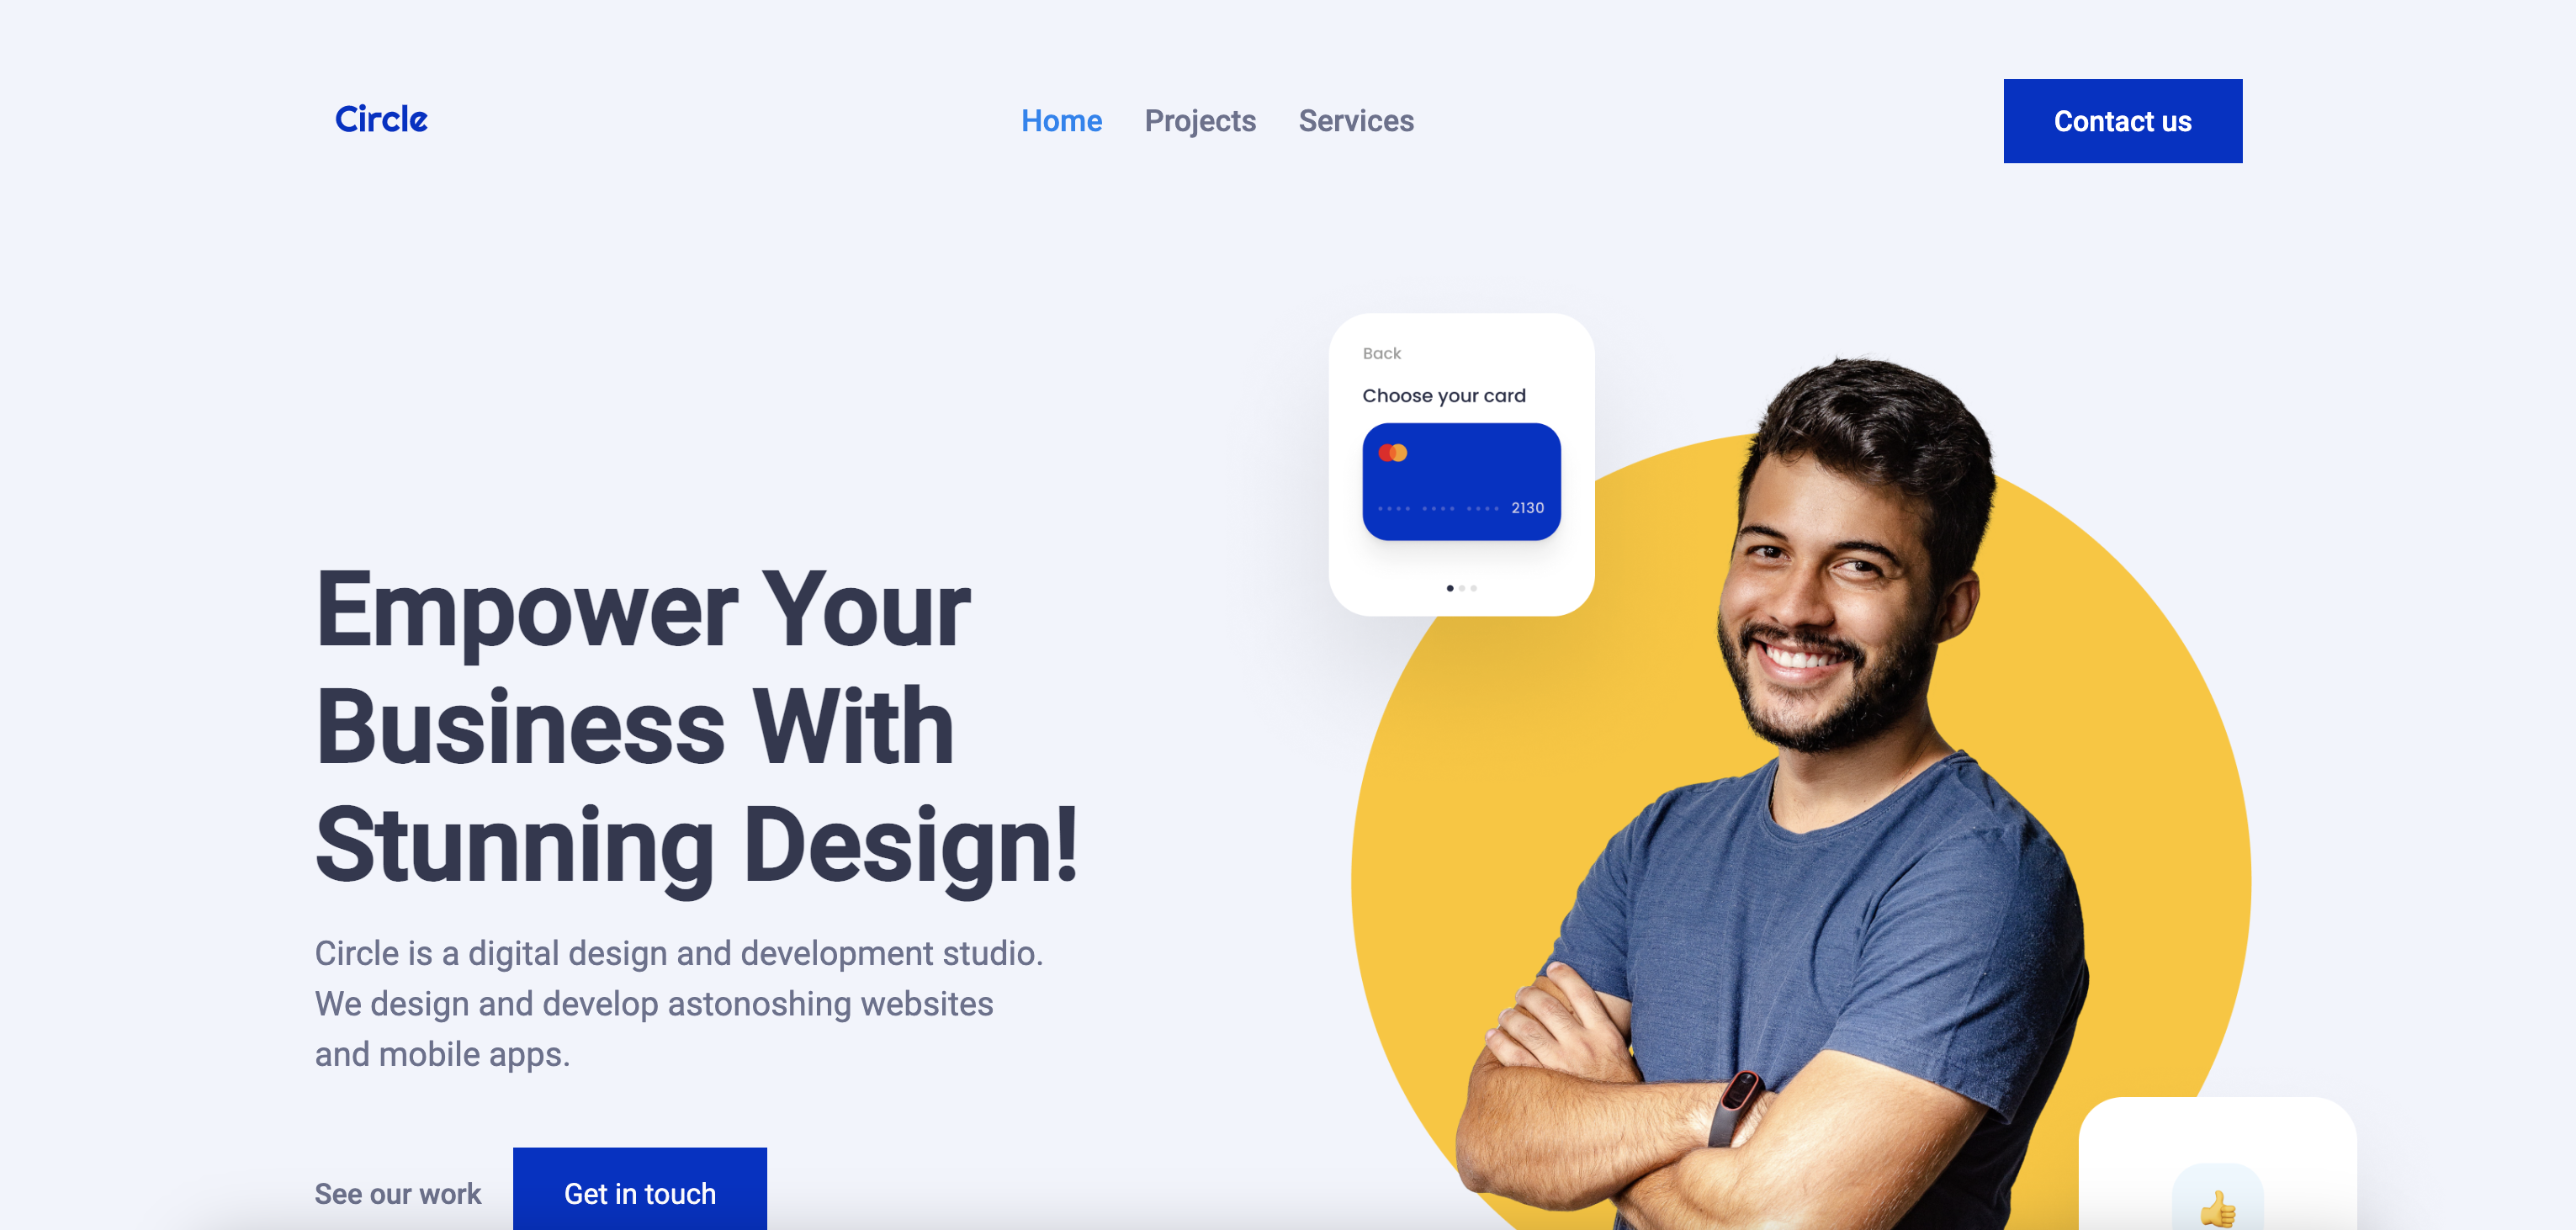 Circle
Home Projects Services
Contact us
Back
Choose your card
2130
Empower Your
Business With
Stunning Design!
Circle is a digital design and development studio.
We design and develop astonoshing websites
and mobile apps.
See our work
Get in touch